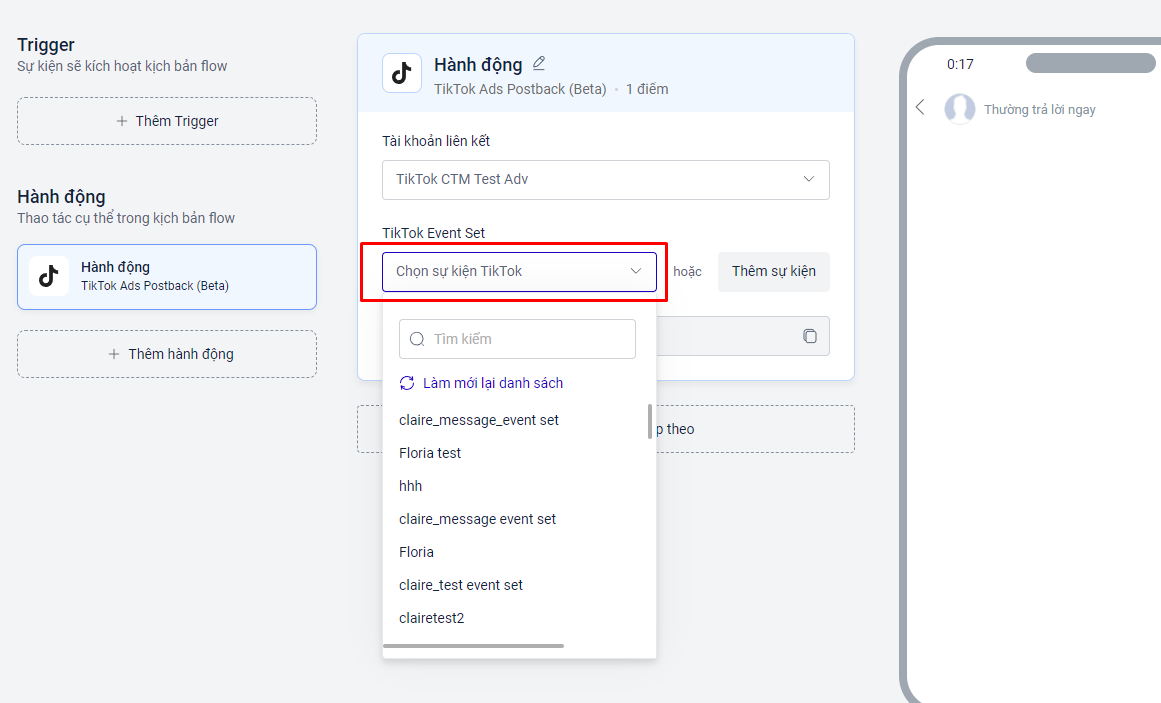 Trigger
Sự kiện sẽ kích hoạt kịch bản flow
Thêm Trigger
Hành động
Thao tác cụ thể trong kịch bản flow
Hành động
TikTok Ads Postback (Beta)
Thêm hành động
Hành động
TikTok Ads Postback (Beta) • 1 điểm
Tài khoản liên kết
TikTok CTM Test Adv
TikTok Event Set
Chọn sự kiện TikTok
hoặc
Thêm sự kiện
Tìm kiếm
Làm mới lại danh sách
claire_message_event set
Floria test
hhh
claire_message event set
Floria
claire_test event set
clairetest2
theo
0:17
Thường trả lời ngay